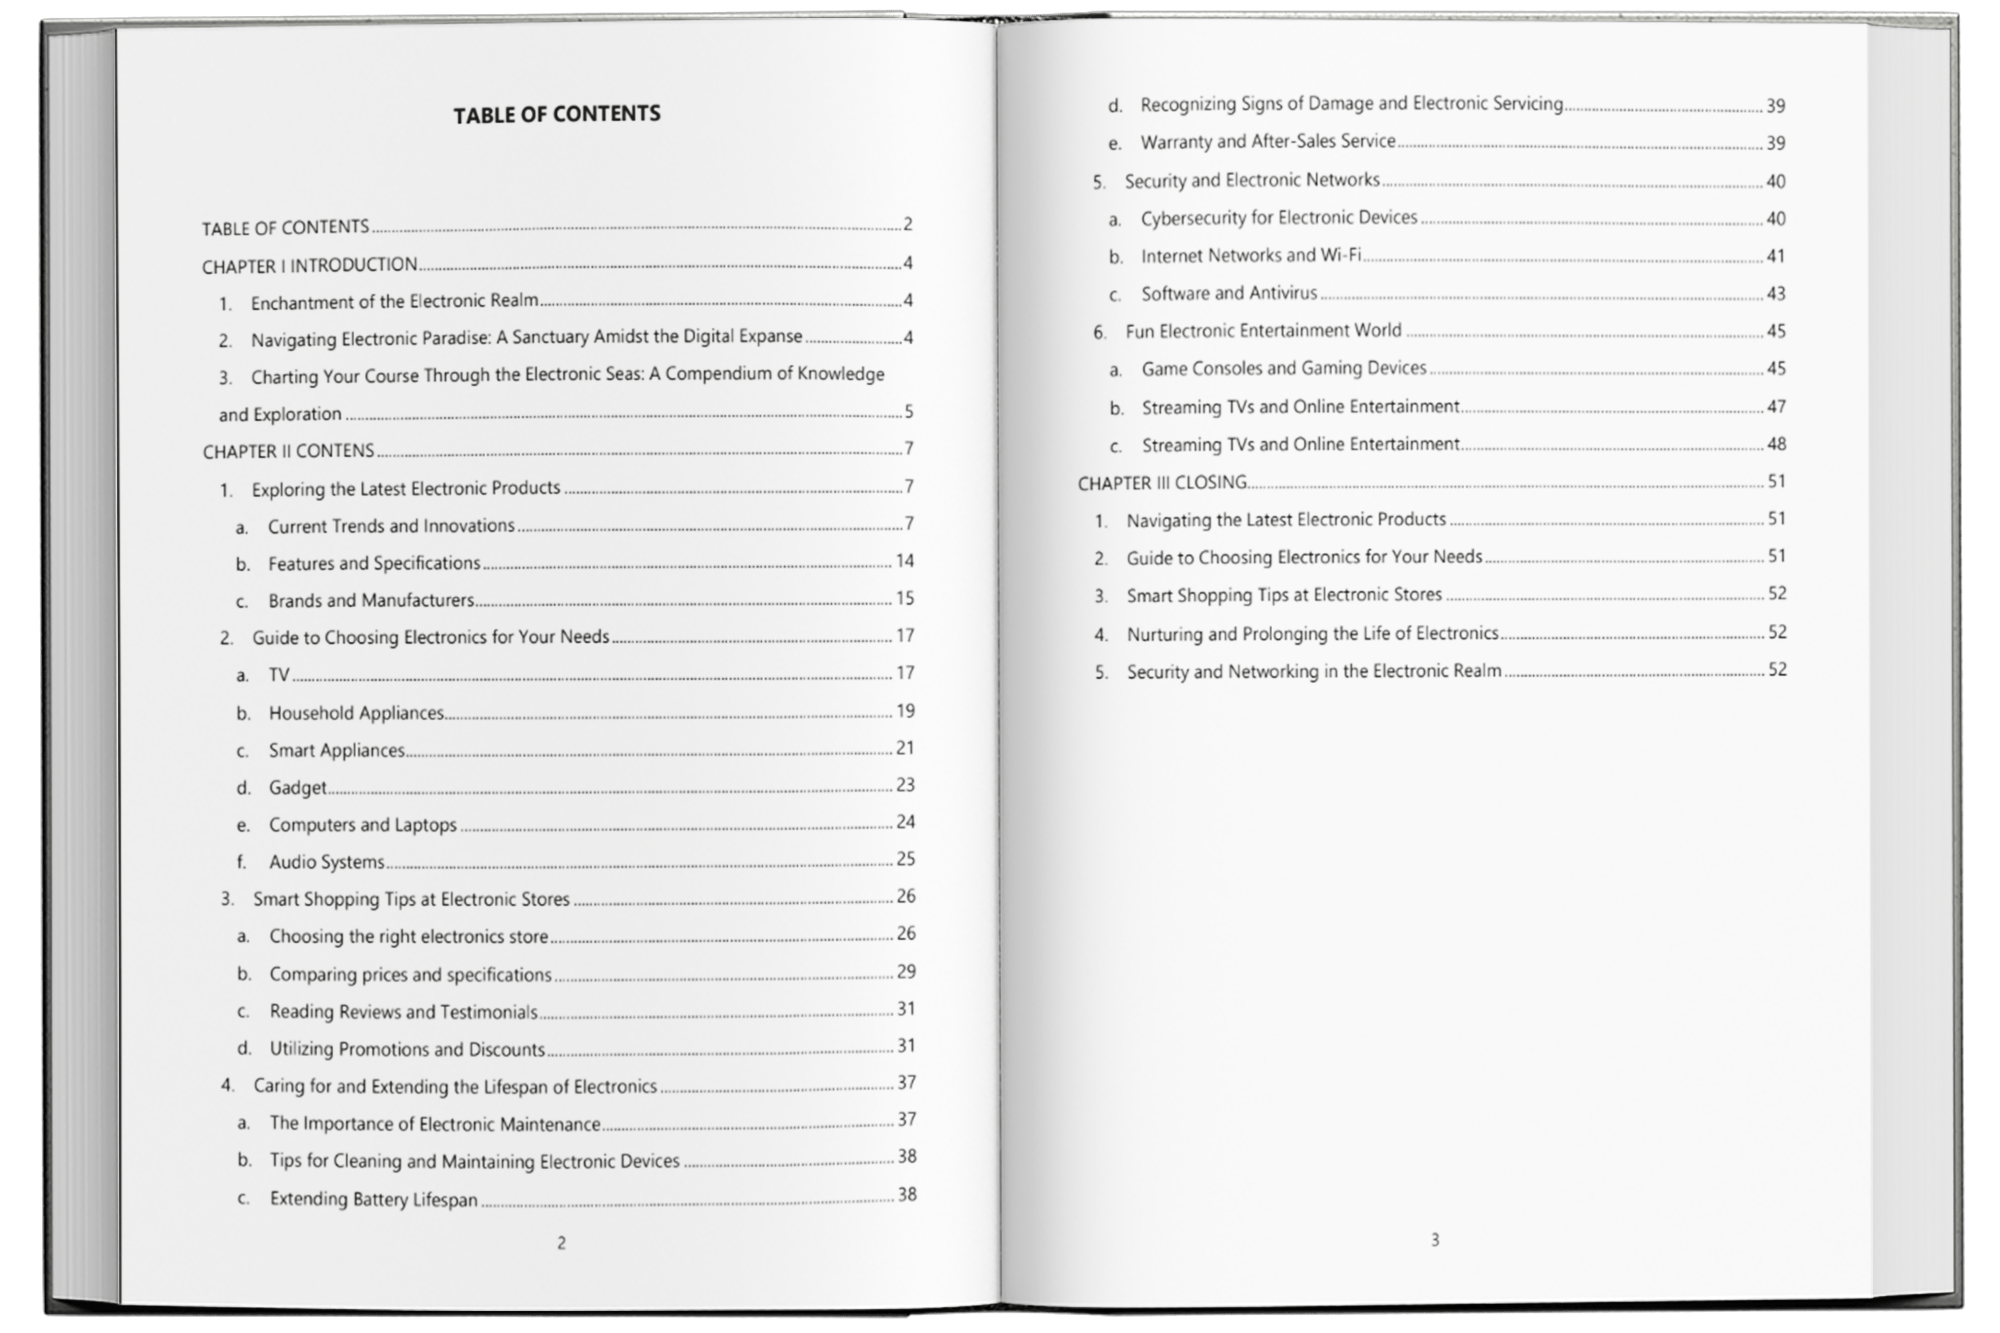 TABLE OF CONTENTS
TABLE OF CONTENTS 2
CHAPTER I INTRODUCTION 4
1. Enchantment of the Electronic Realm 4
2. Navigating Electronic Paradise: A Sanctuary Amidst the Digital Expanse 4
3. Charting Your Course Through the Electronic Seas: A Compendium of Knowledge
and Exploration 5
CHAPTER II CONTENS 7
1. Exploring the Latest Electronic Products 7
a. Current Trends and Innovations 7
b. Features and Specifications 14
c. Brands and Manufacturers 15
2. Guide to Choosing Electronics for Your Needs 17
a. TV 17
b. Household Appliances 19
c. Smart Appliances 21
d. Gadget 23
e. Computers and Laptops 24
f. Audio Systems 25
3. Smart Shopping Tips at Electronic Stores 26
a. Choosing the right electronics store 26
b. Comparing prices and specifications 29
c. Reading Reviews and Testimonials 31
d. Utilizing Promotions and Discounts 31
4. Caring for and Extending the Lifespan of Electronics 37
a. The Importance of Electronic Maintenance 37
b. Tips for Cleaning and Maintaining Electronic Devices 38
c. Extending Battery Lifespan 38
2
d. Recognizing Signs of Damage and Electronic Servicing 39
e. Warranty and After-Sales Service 39
5. Security and Electronic Networks 40
a. Cybersecurity for Electronic Devices 40
b. Internet Networks and Wi-Fi 41
c. Software and Antivirus 43
6. Fun Electronic Entertainment World 45
a. Game Consoles and Gaming Devices 45
b. Streaming TVs and Online Entertainment 47
c. Streaming TVs and Online Entertainment 48
CHAPTER III CLOSING 51
1. Navigating the Latest Electronic Products 51
2. Guide to Choosing Electronics for Your Needs 51
3. Smart Shopping Tips at Electronic Stores 52
4. Nurturing and Prolonging the Life of Electronics 52
5. Security and Networking in the Electronic Realm 52
3